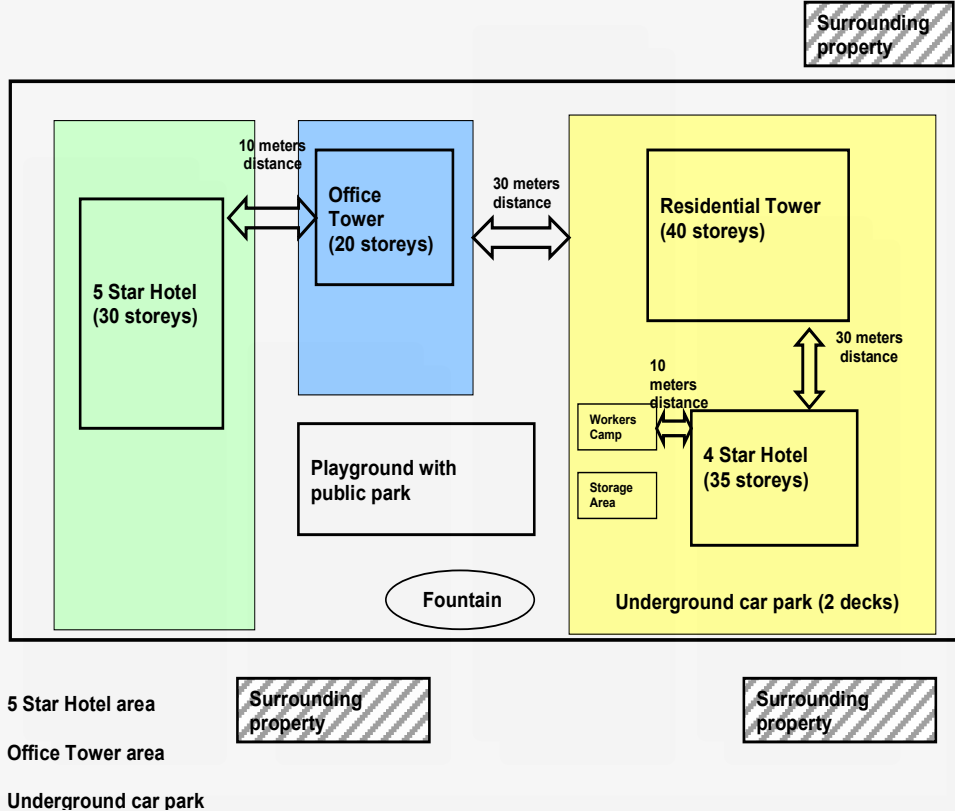 Surrounding
property
10 meters
distance
Office
Tower
(20 storeys)
30 meters
distance
Residential Tower
(40 storeys)
5 Star Hotel
(30 storeys)
30 meters
distance
10
meters
distance
Workers
Camp
4 Star Hotel
(35 storeys)
Playground with
public park
Storage
Area
Fountain
Underground car park (2 decks)
5 Star Hotel area
Surrounding
property
Surrounding
property
Office Tower area
Underground car park